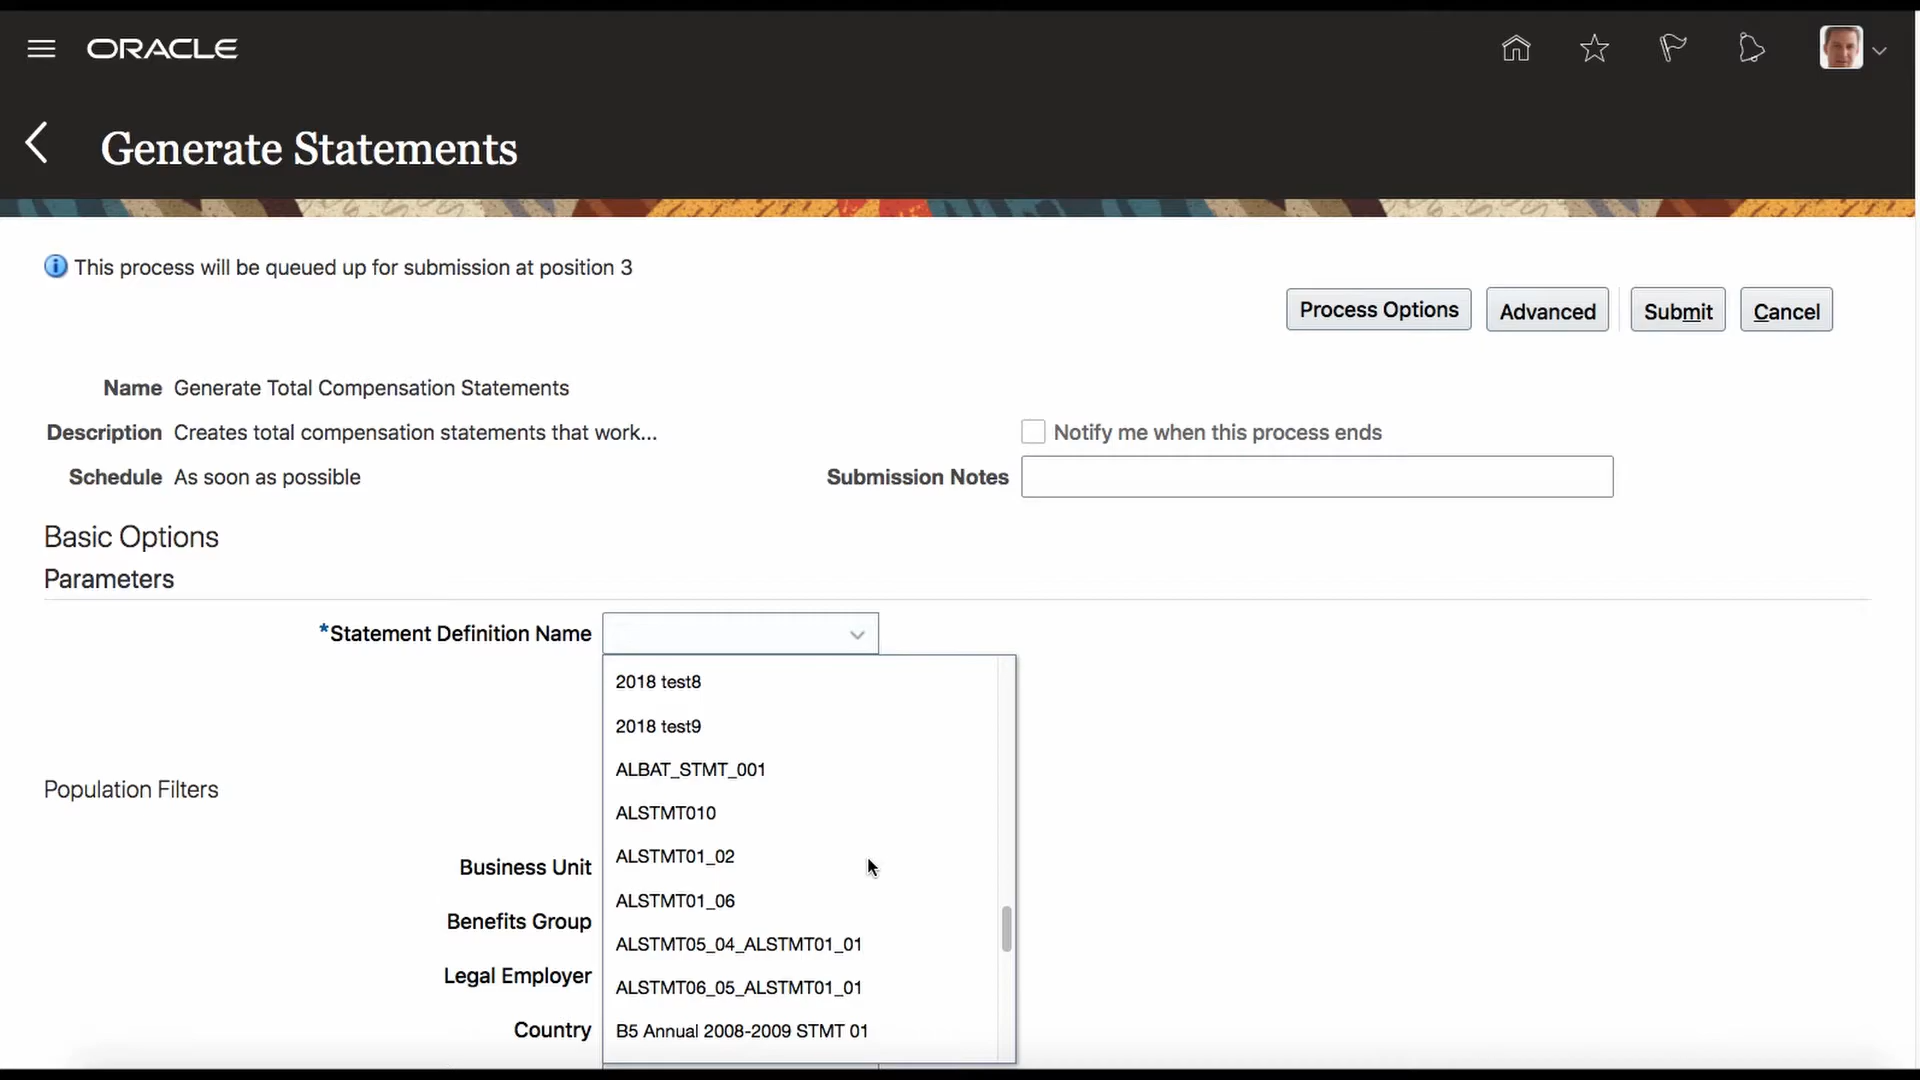 ORACLE
Generate Statements
This process will be queued up for submission at position 3
Process Options Advanced Submit Cancel
Name Generate Total Compensation Statements
Description Creates total compensation statements that work...
Notify me when this process ends
Schedule As soon as possible
Submission Notes
Basic Options
Parameters
*Statement Definition Name
2018 test8
2018 test9
ALBAT_STMT_001
ALSTMT010
ALSTMT01_02
ALSTMT01_06
ALSTMT05_04_ALSTMT01_01
ALSTMT06_05_ALSTMT01_01
B5 Annual 2008-2009 STMT 01
Population Filters
Business Unit
Benefits Group
Legal Employer
Country